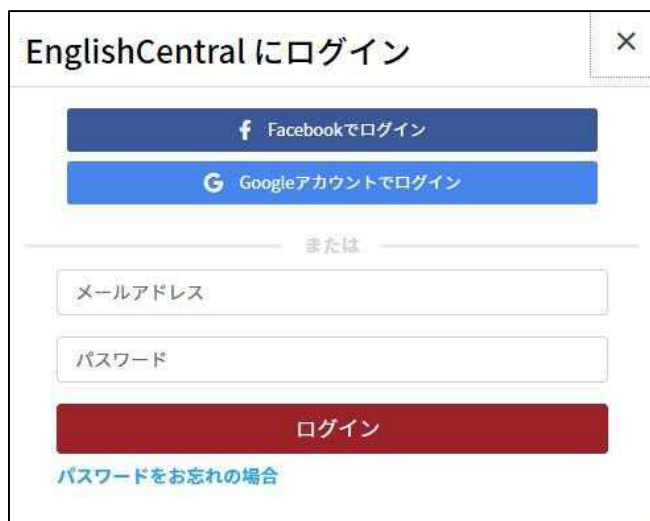 EnglishCentral にログイン
Facebookでログイン
Googleアカウントでログイン
または
メールアドレス
パスワード
ログイン
パスワードをお忘れの場合